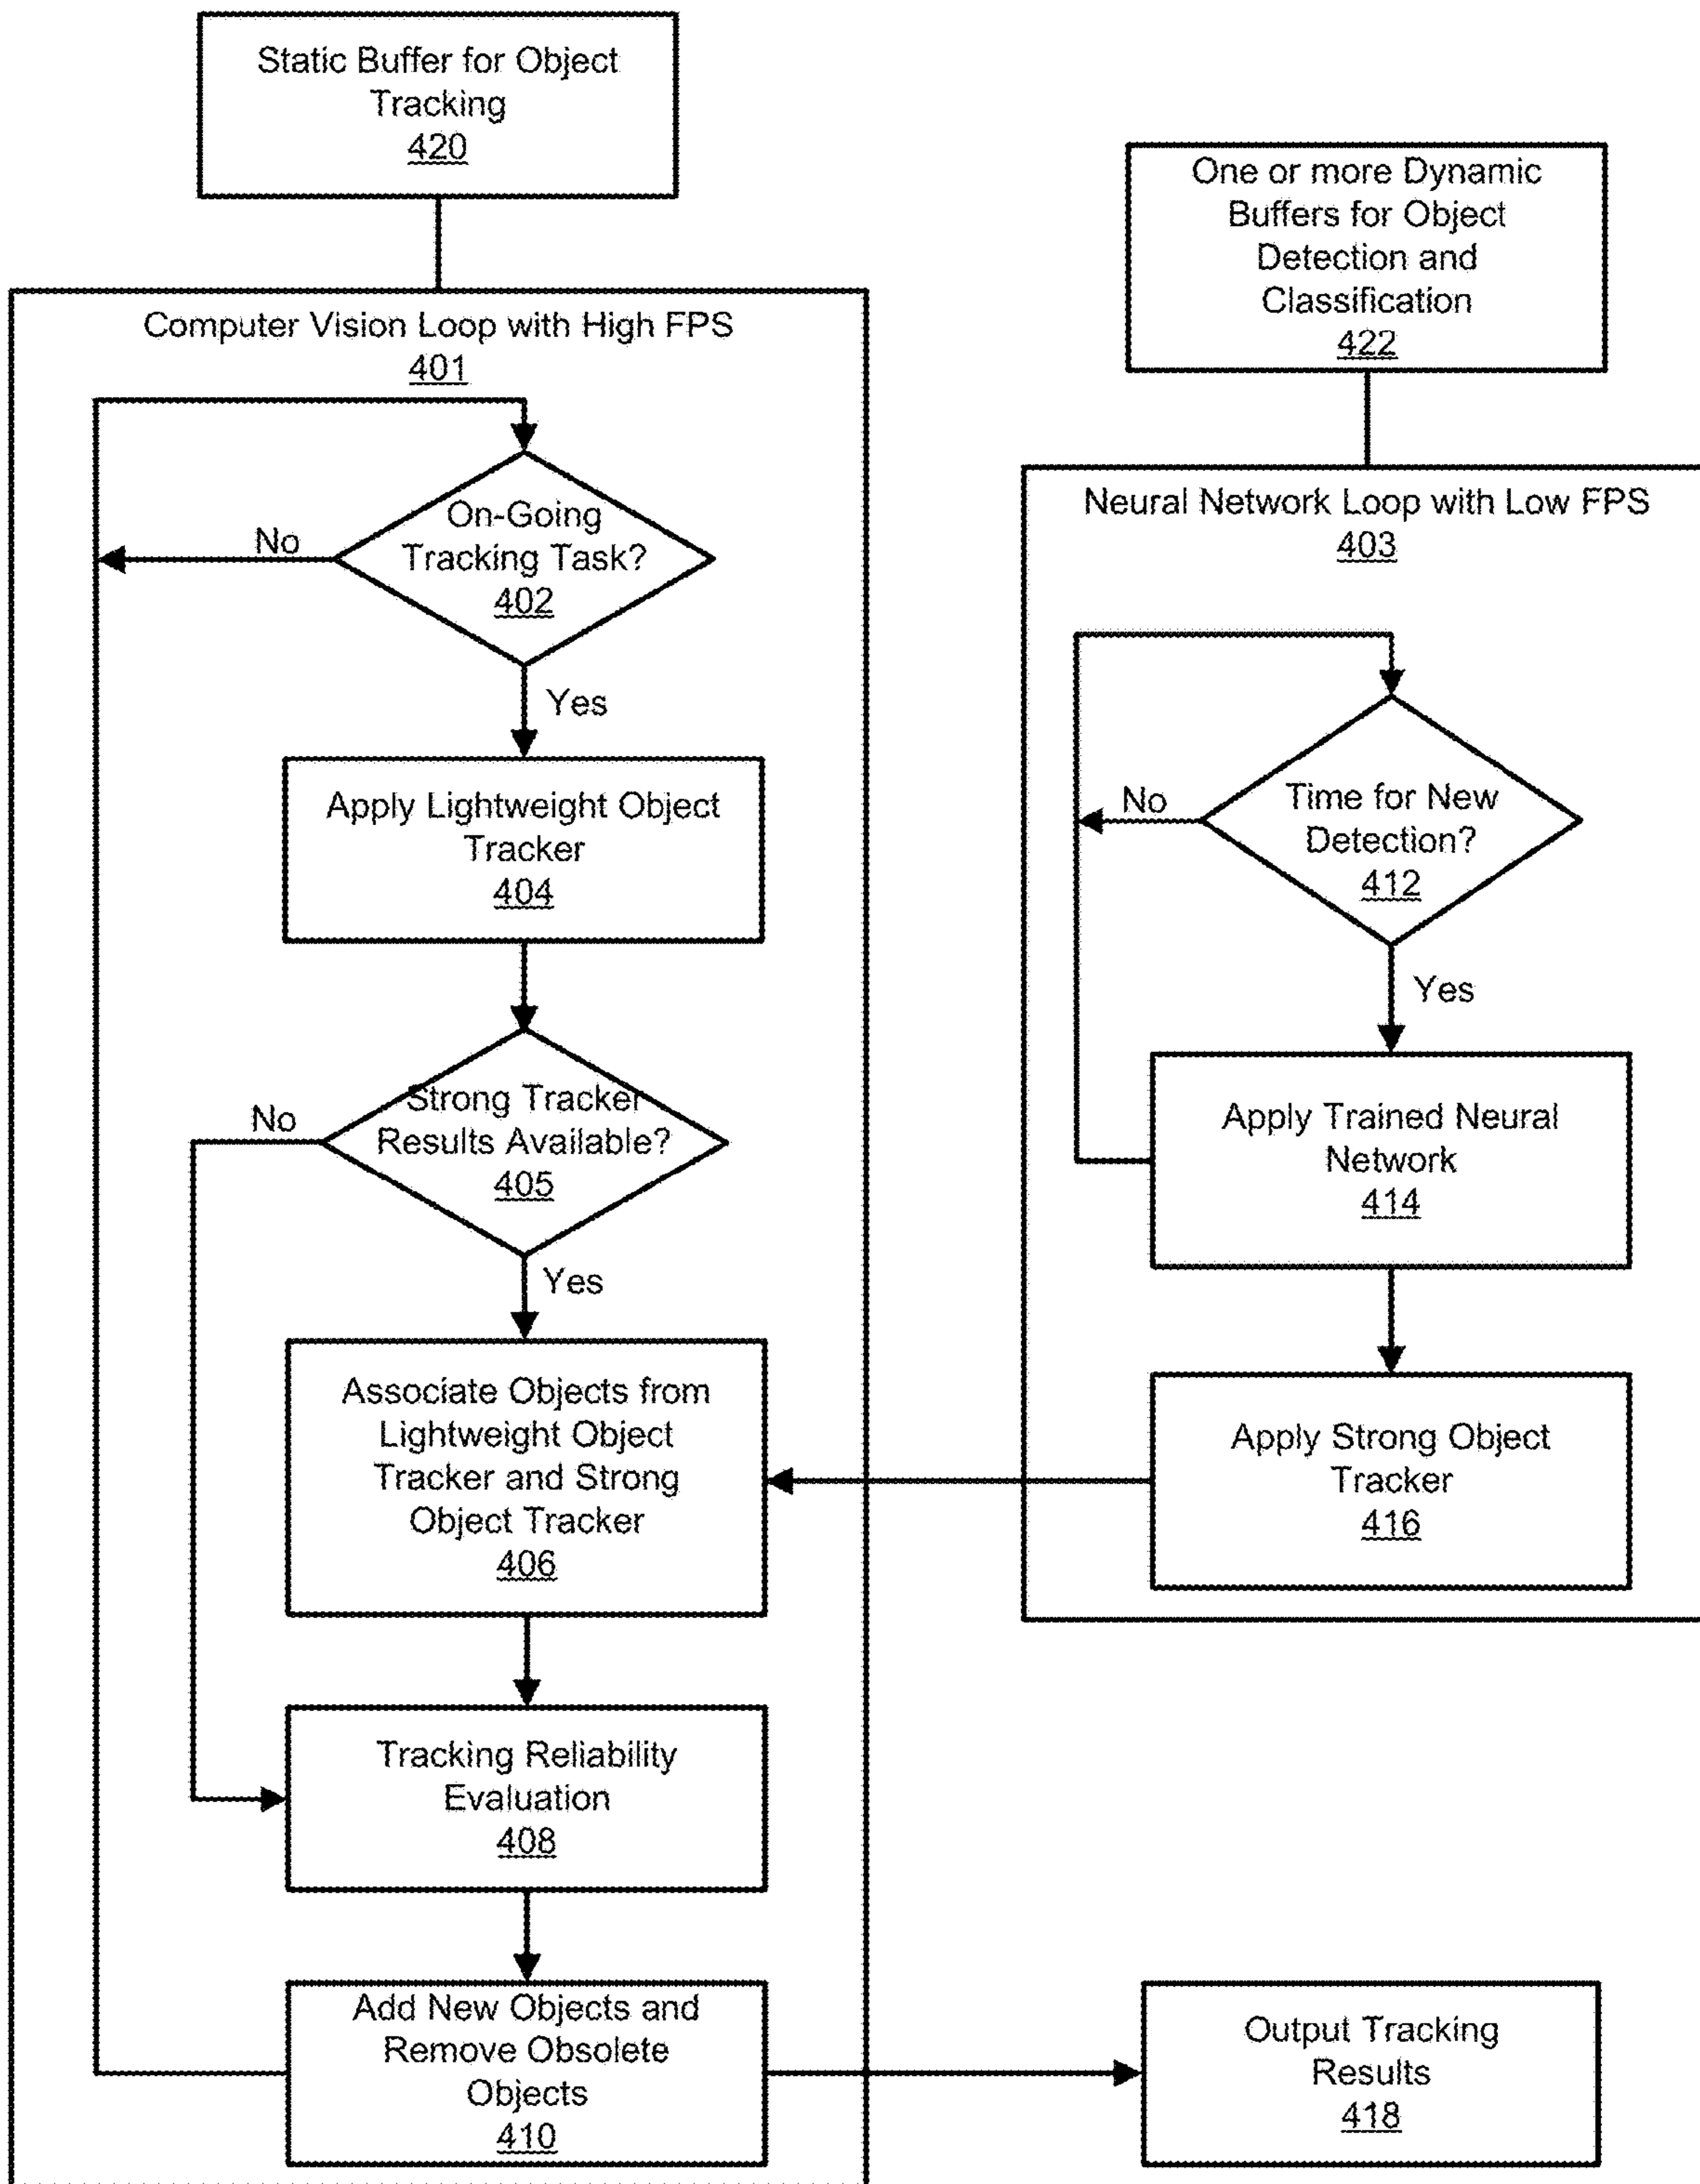 Static Buffer for Object
Tracking
420
One or more Dynamic
Buffers for Object
Detection and
Classification
422
Computer Vision Loop with High FPS
401
On-Going
Tracking Task?
402
No
Yes
Apply Lightweight Object
Tracker
404
Strong Tracker
Results Available?
405
No
Yes
Associate Objects from
Lightweight Object
Tracker and Strong
Object Tracker
406
Tracking Reliability
Evaluation
408
Add New Objects and
Remove Obsolete
Objects
410
Neural Network Loop with Low FPS
403
Time for New
Detection?
412
No
Yes
Apply Trained Neural
Network
414
Apply Strong Object
Tracker
416
Output Tracking
Results
418